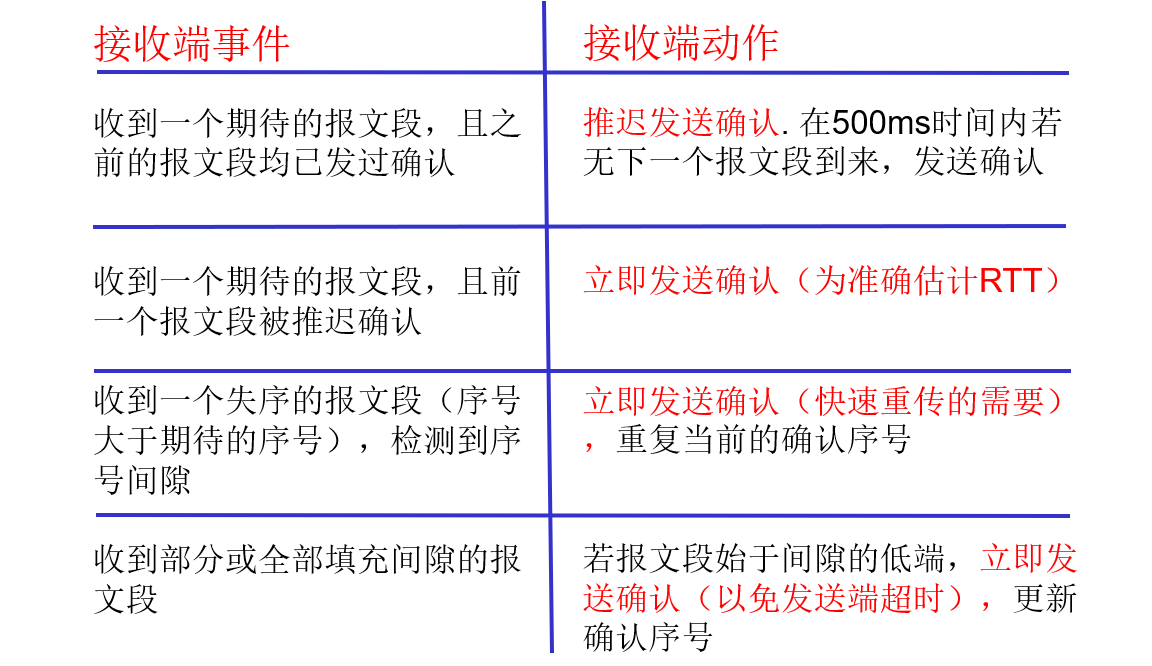 接收端事件
接收端动作
收到一个期待的报文段，且之
前的报文段均已发过确认
推迟发送确认. 在500ms时间内若
无下一个报文段到来，发送确认
收到一个期待的报文段，且前
一个报文段被推迟确认
立即发送确认（为准确估计RTT）
收到一个失序的报文段（序号
大于期待的序号），检测到序
号间隙
立即发送确认（快速重传的需要）
，重复当前的确认序号
收到部分或全部填充间隙的报
文段
若报文段始于间隙的低端，立即发
送确认（以免发送端超时），更新
确认序号